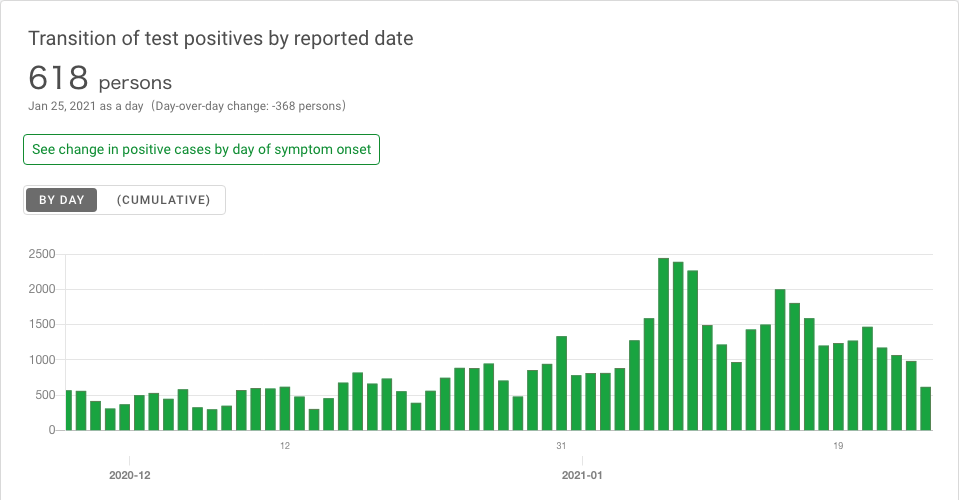 Transition of test positives by reported date
618 persons
Jan 25, 2021 as a day (Day-over-day change: -368 persons)
See change in positive cases by day of symptom onset
BY DAY (CUMULATIVE)
2500
2000
1500
1000
500
0
12 31 19
2020-12 2021-01